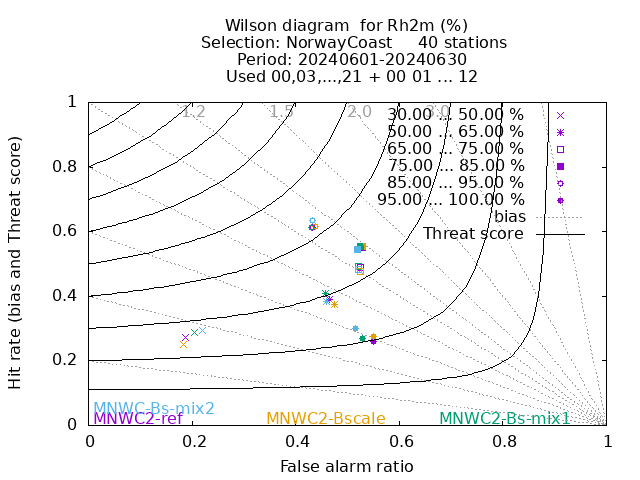 Wilson diagram  for Rh2m (%)
Selection: NorwayCoast     40 stations
Period: 20240601-20240630
Used 00,03,...,21 + 00 01 ... 12
1.2 1.5 2.0 3.0
30.00 ... 50.00 %
50.00 ... 65.00 %
65.00 ... 75.00 %
75.00 ... 85.00 %
85.00 ... 95.00 %
95.00 ... 100.00 %
bias
Threat score
1
0.8
0.6
0.4
0.2
0
Hit rate (bias and Threat score)
MNWC-Bs-mix2
MNWC2-ref MNWC2-Bscale MNWC2-Bs-mix1
0 0.2 0.4 0.6 0.8 1
False alarm ratio